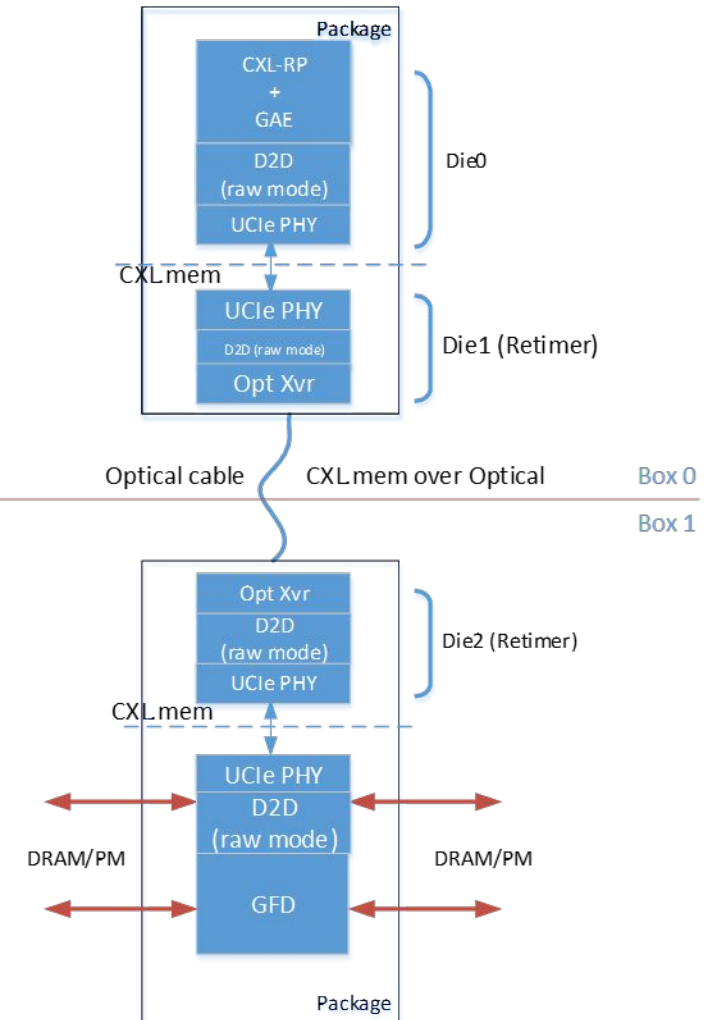 Package
CXL-RP
+
GAE
D2D
(raw mode)
UCIe PHY
Die0
CXL.mem
UCIe PHY
D2D (raw mode)
Opt Xvr
Die1 (Retimer)
Optical cable
CXL.mem over Optical
Box 0
Box 1
Opt Xvr
D2D
(raw mode)
UCIe PHY
Die2 (Retimer)
CXL.mem
UCIe PHY
D2D
(raw mode)
GFD
DRAM/PM
DRAM/PM
Package